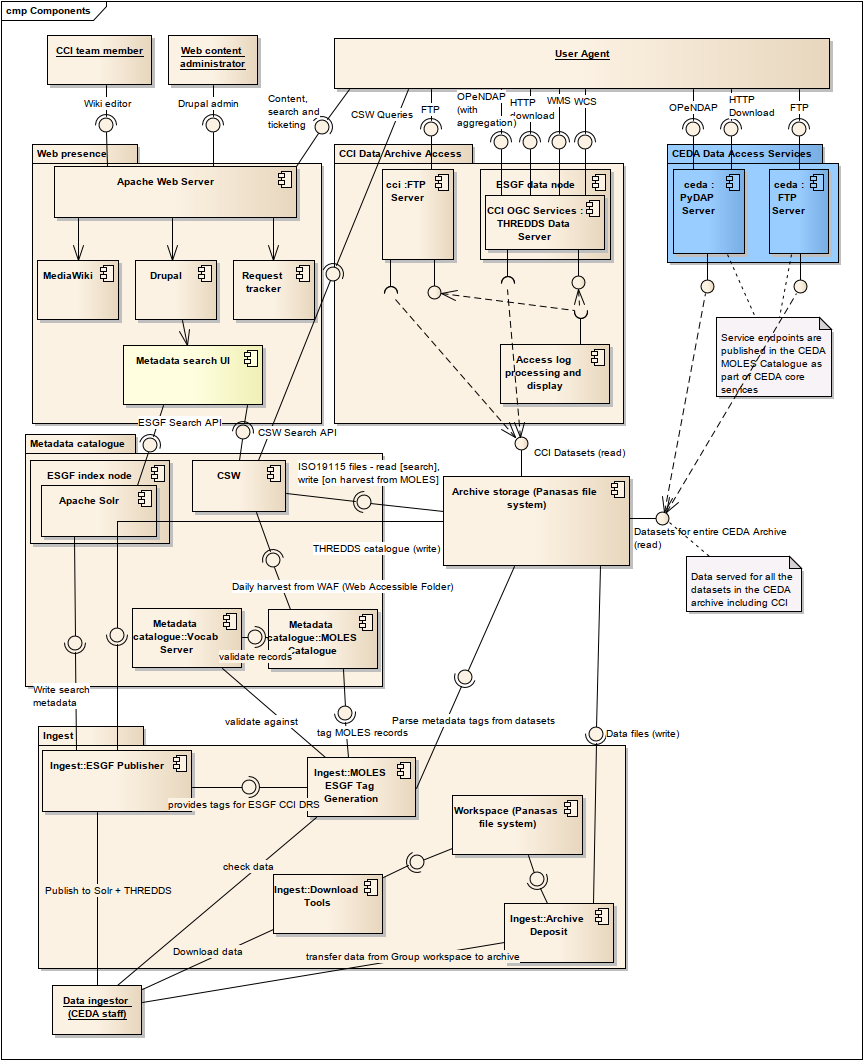 cmp Components
CCI team member
Web content
administrator
User Agent
Wiki editor
Drupal admin
Content,
search and
ticketing
CSW Queries
FTP
OPeNDAP
(with
aggregation)
HTTP
download
WMS
WCS
OPeNDAP
HTTP
Download
FTP
Web presence
CCI Data Archive Access
CEDA Data Access Services
Apache Web Server
cci :FTP
Server
ESGF data node
CCI OGC Services :
THREDDS Data
Server
ceda :
PyDAP
Server
ceda :
FTP
Server
MediaWiki
Drupal
Request
tracker
Metadata search UI
Access log
processing and
display
Service endpoints are
published in the CEDA
MOLES Catalogue as
part of CEDA core
services
ESGF Search API
CSW Search API
Metadata catalogue
CCI Datasets (read)
ESGF index node
Apache Solr
CSW
ISO19115 files - read [search],
write [on harvest from MOLES]
Archive storage (Panasas file
system)
Datasets for entire CEDA Archive
(read)
THREDDS catalogue (write)
Data served for all the
datasets in the CEDA
archive including CCI
Daily harvest from WAF (Web Accessible Folder)
Metadata
catalogue::Vocab
Server
Metadata
catalogue::MOLES
Catalogue
validate records
Write search
metadata
validate against
tag MOLES records
Parse metadata tags from datasets
Data files (write)
Ingest
Ingest::ESGF Publisher
Ingest::MOLES
ESGF Tag
Generation
provides tags for ESGF CCI DRS
Workspace (Panasas
file system)
check data
Publish to Solr + THREDDS
Ingest::Download
Tools
Ingest::Archive
Deposit
Download data
transfer data from Group workspace to archive
Data ingestor
(CEDA staff)